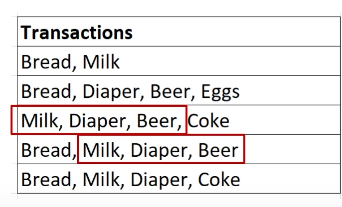 Transactions
Bread, Milk
Bread, Diaper, Beer, Eggs
Milk, Diaper, Beer, Coke
Bread, Milk, Diaper, Beer
Bread, Milk, Diaper, Coke